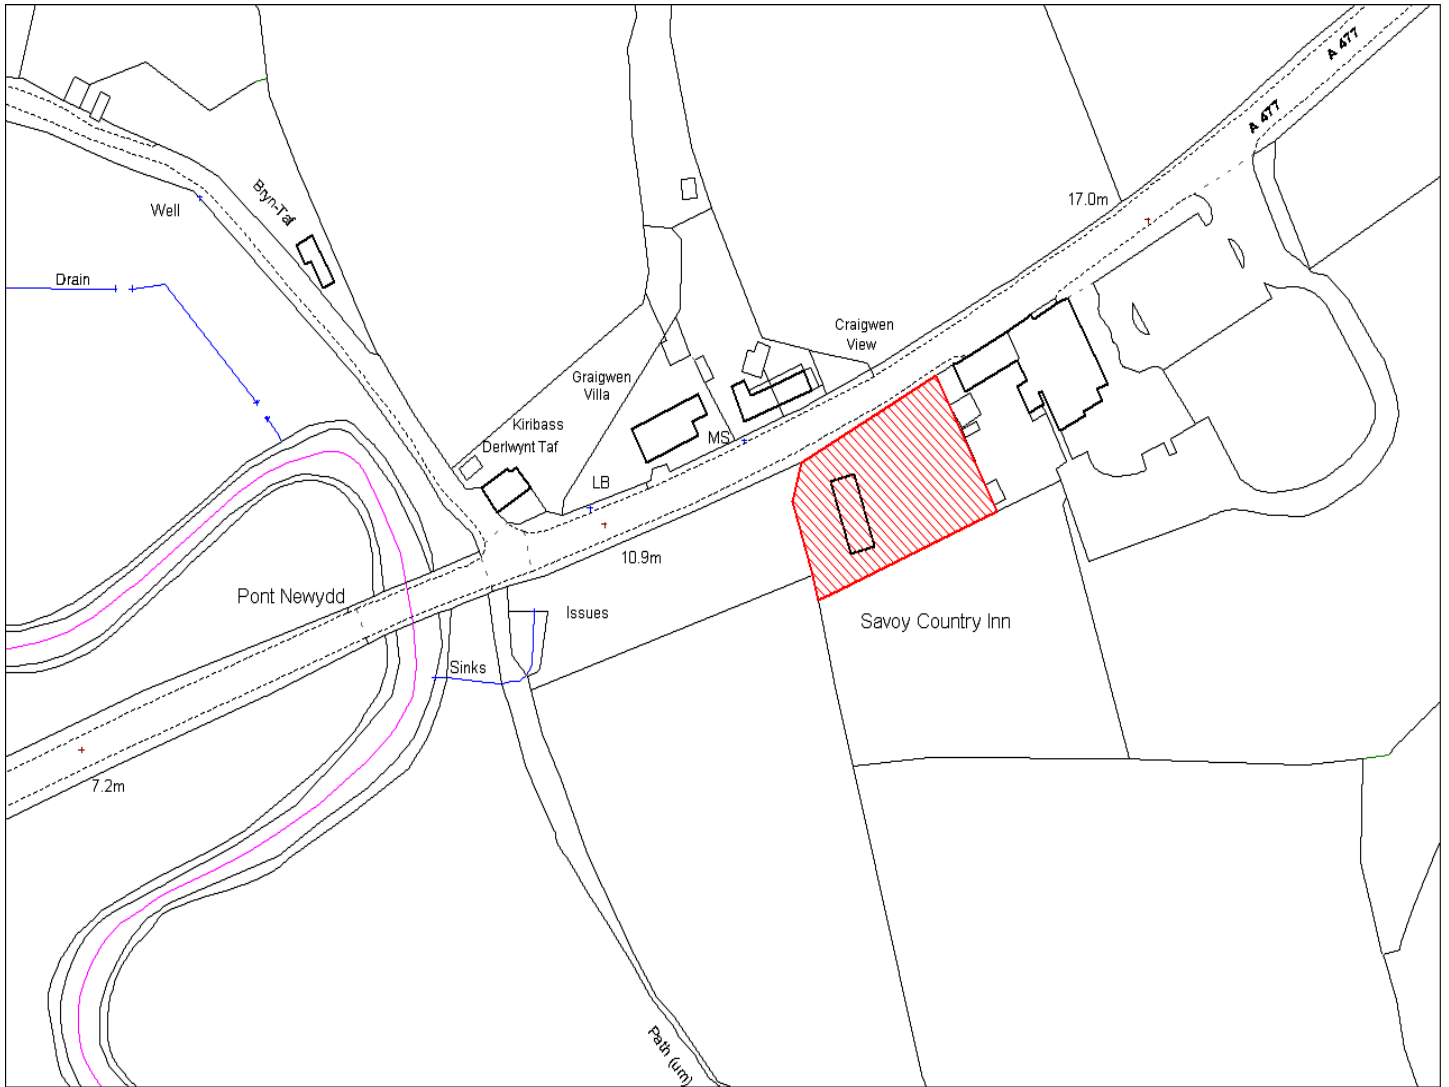 A 477
A 477
Bryn-Taf
17.0m
Well
Drain
Craigwen
View
Graigwen
Villa
Kiribass
Derlwynt Taf
MS
LB
10.9m
Pont Newydd
Issues
Savoy Country Inn
Sinks
7.2m
Path (um)